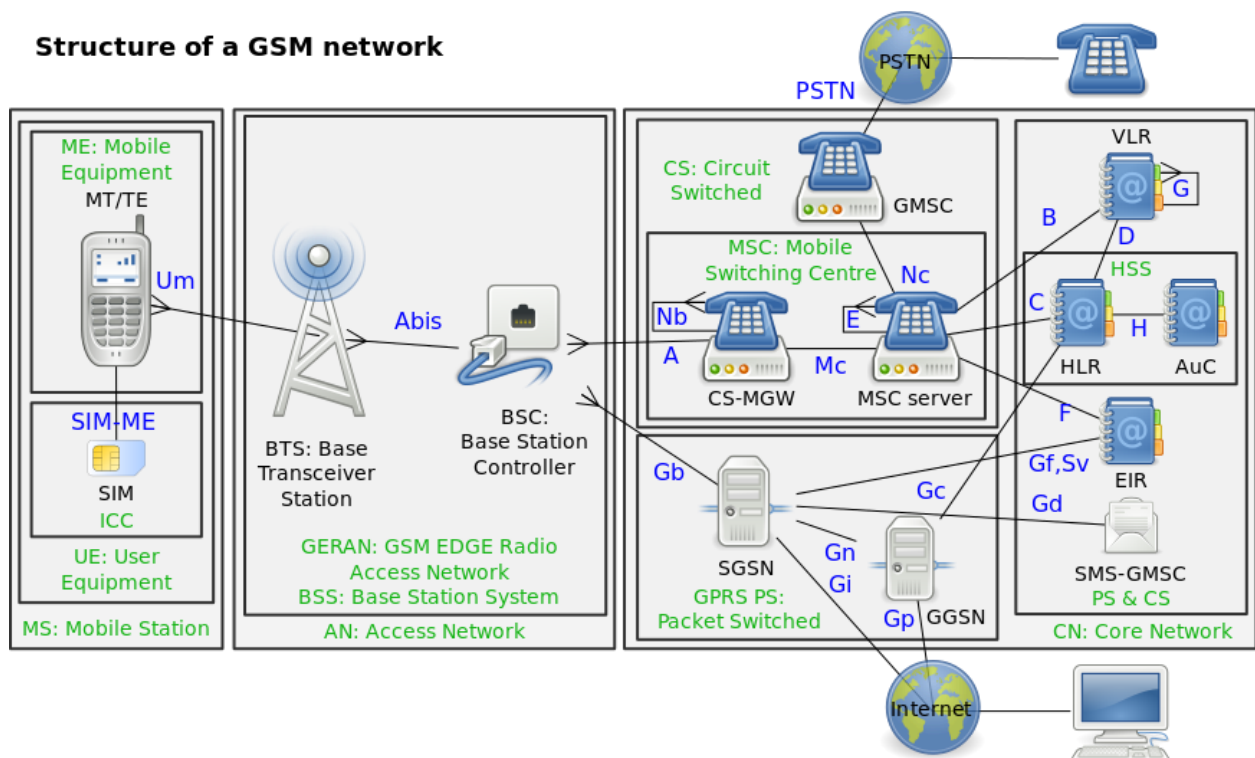 Structure of a GSM network
PSTN
PSTN
ME: Mobile
Equipment
MT/TE
Um
SIM-ME
SIM
ICC
UE: User
Equipment
MS: Mobile Station
Abis
BTS: Base
Transceiver
Station
BSC:
Base Station
Controller
GERAN: GSM EDGE Radio
Access Network
BSS: Base Station System
AN: Access Network
CS: Circuit
Switched
GMSC
MSC: Mobile
Switching Centre
Nc
Nb
E
A
Mc
CS-MGW
MSC server
VLR
G
B
D
HSS
C
H
HLR
AuC
F
Gf,Sv
EIR
Gb
Gc
Gd
SGSN
Gn
Gi
GPRS PS:
Packet Switched
Gp
GGSN
SMS-GMSC
PS & CS
CN: Core Network
Internet